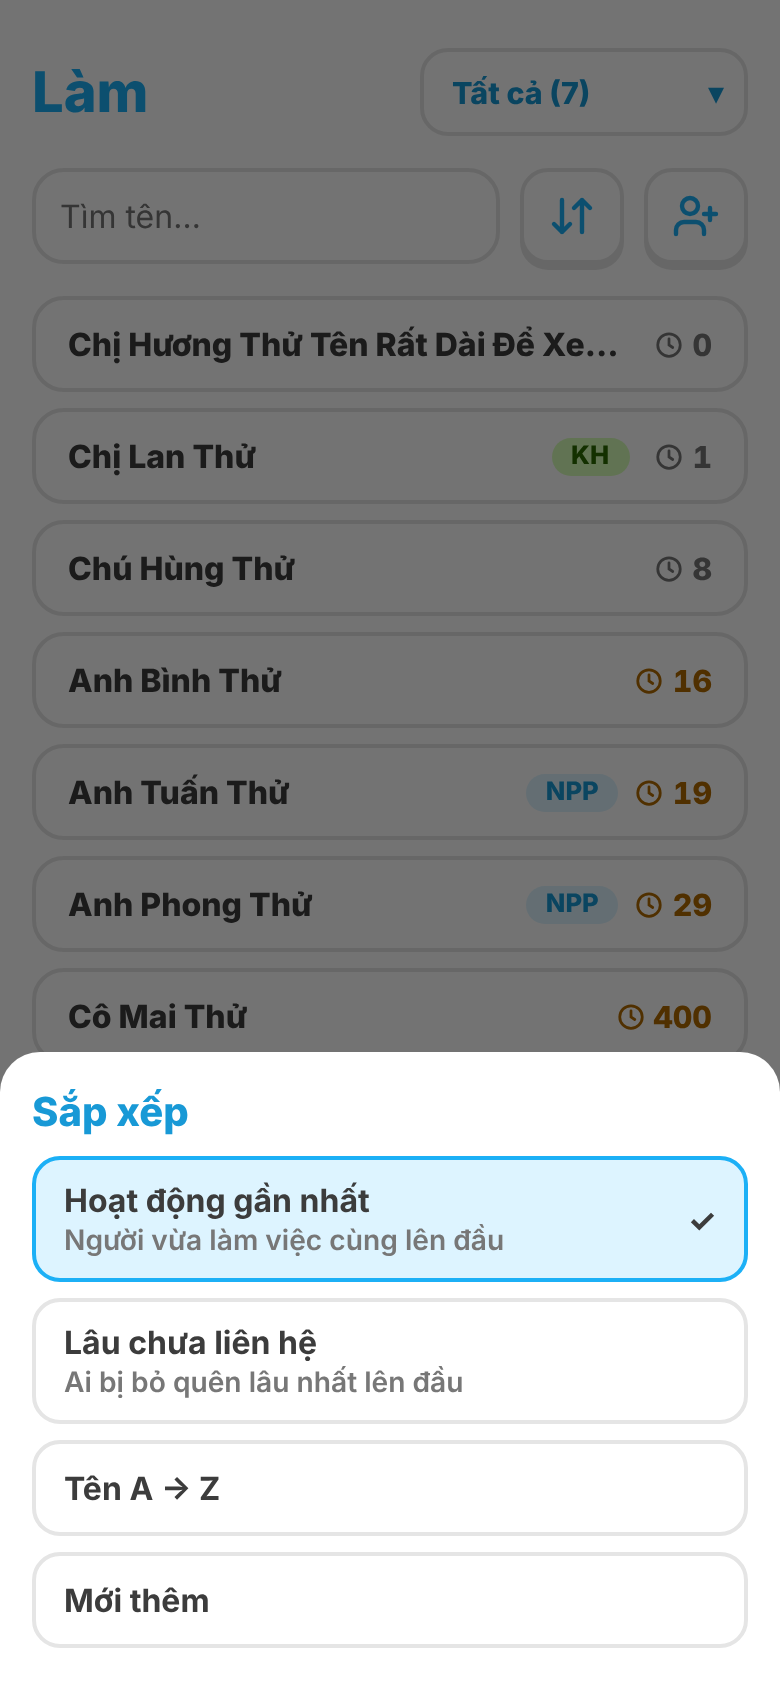 Làm
Tất cả (7) ▼
Tìm tên...
Chị Hương Thử Tên Rất Dài Để Xe... 0
Chị Lan Thử KH 1
Chú Hùng Thử 8
Anh Bình Thử 16
Anh Tuấn Thử NPP 19
Anh Phong Thử NPP 29
Cô Mai Thử 400
Sắp xếp
Hoạt động gần nhất ✓
Người vừa làm việc cùng lên đầu
Lâu chưa liên hệ
Ai bị bỏ quên lâu nhất lên đầu
Tên A → Z
Mới thêm